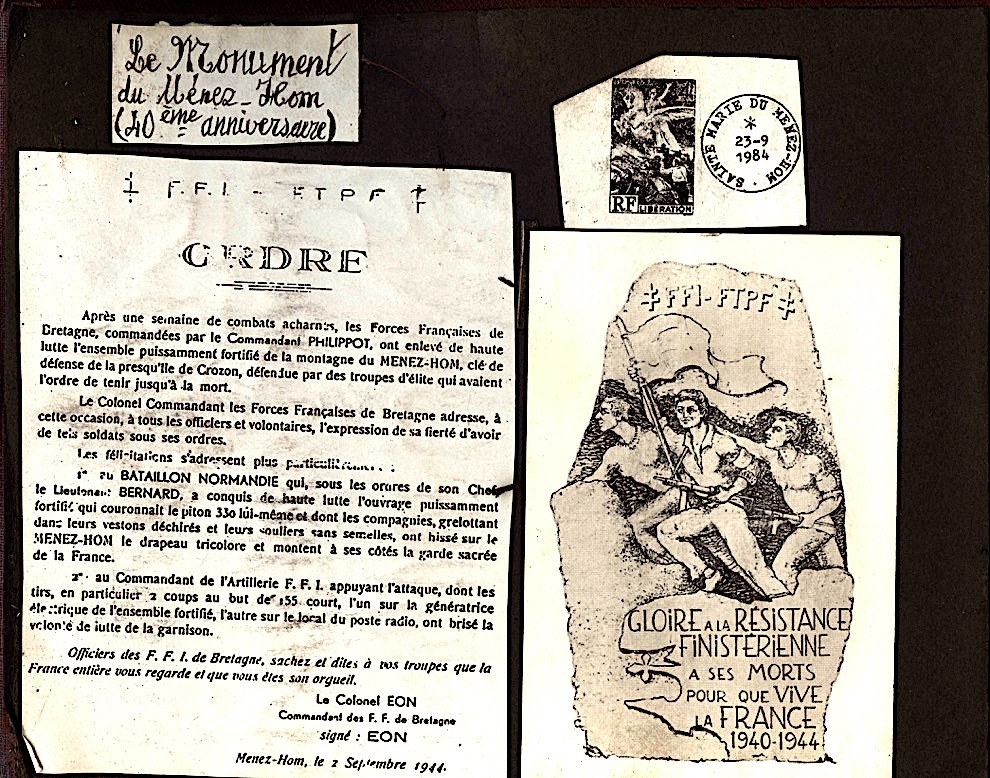 Le Monument
du Ménez-Hom
(40ème anniversaire)
F.F.I - FTPF
ORDRE
Après une semaine de combats acharnés, les Forces Françaises de
Bretagne, commandées par le Commandant PHILIPPOT, ont enlevé de haute
lutte l'ensemble puissamment fortifié de la montagne du MENEZ-HOM, clé de
défense de la presqu'île de Crozon, défendue par des troupes d'élite qui avaient
l'ordre de tenir jusqu'à la mort.
Le Colonel Commandant les Forces Françaises de Bretagne adresse, à
cette occasion, à tous les officiers et volontaires, l'expression de sa fierté d'avoir
de tels soldats sous ses ordres.
Les félicitations s'adressent plus particulièrement :
1° au BATAILLON NORMANDIE qui, sous les ordres de son Chef
le Lieutenant BERNARD, a conquis de haute lutte l'ouvrage puissamment
fortifié qui couronnait le piton 330 lui-même et dont les compagnies, grelottant
dans leurs vestons déchirés et leurs souliers sans semelles, ont hissé sur le
MENEZ-HOM le drapeau tricolore et montent à ses côtés la garde sacrée
de la France.
2° au Commandant de l'Artillerie F. F. I. appuyant l'attaque, dont les
tirs, en particulier 2 coups au but de 155 court, l'un sur la génératrice
électrique de l'ensemble fortifié, l'autre sur le local du poste radio, ont brisé la
volonté de lutte de la garnison.
Officiers des F. F. I. de Bretagne, sachez et dites à vos troupes que la
France entière vous regarde et que vous êtes son orgueil.
Le Colonel EON
Commandant des F. F. de Bretagne
signé : EON
Menez-Hom, le 2 Septembre 1944.
RF LIBÉRATION
SAINTE MARIE DU MENEZ-HOM
23-9
1984
FFI-FTPF
GLOIRE A LA RÉSISTANCE
FINISTÉRIENNE
A SES MORTS
POUR QUE VIVE
LA FRANCE
1940-1944